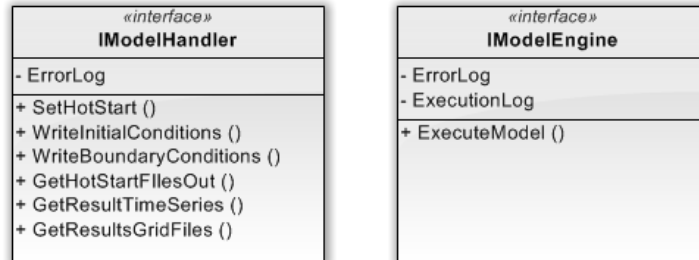 «interface»
IModelHandler
- ErrorLog
+ SetHotStart ()
+ WriteInitialConditions ()
+ WriteBoundaryConditions ()
+ GetHotStartFIlesOut ()
+ GetResultTimeSeries ()
+ GetResultsGridFiles ()
«interface»
IModelEngine
- ErrorLog
- ExecutionLog
+ ExecuteModel ()